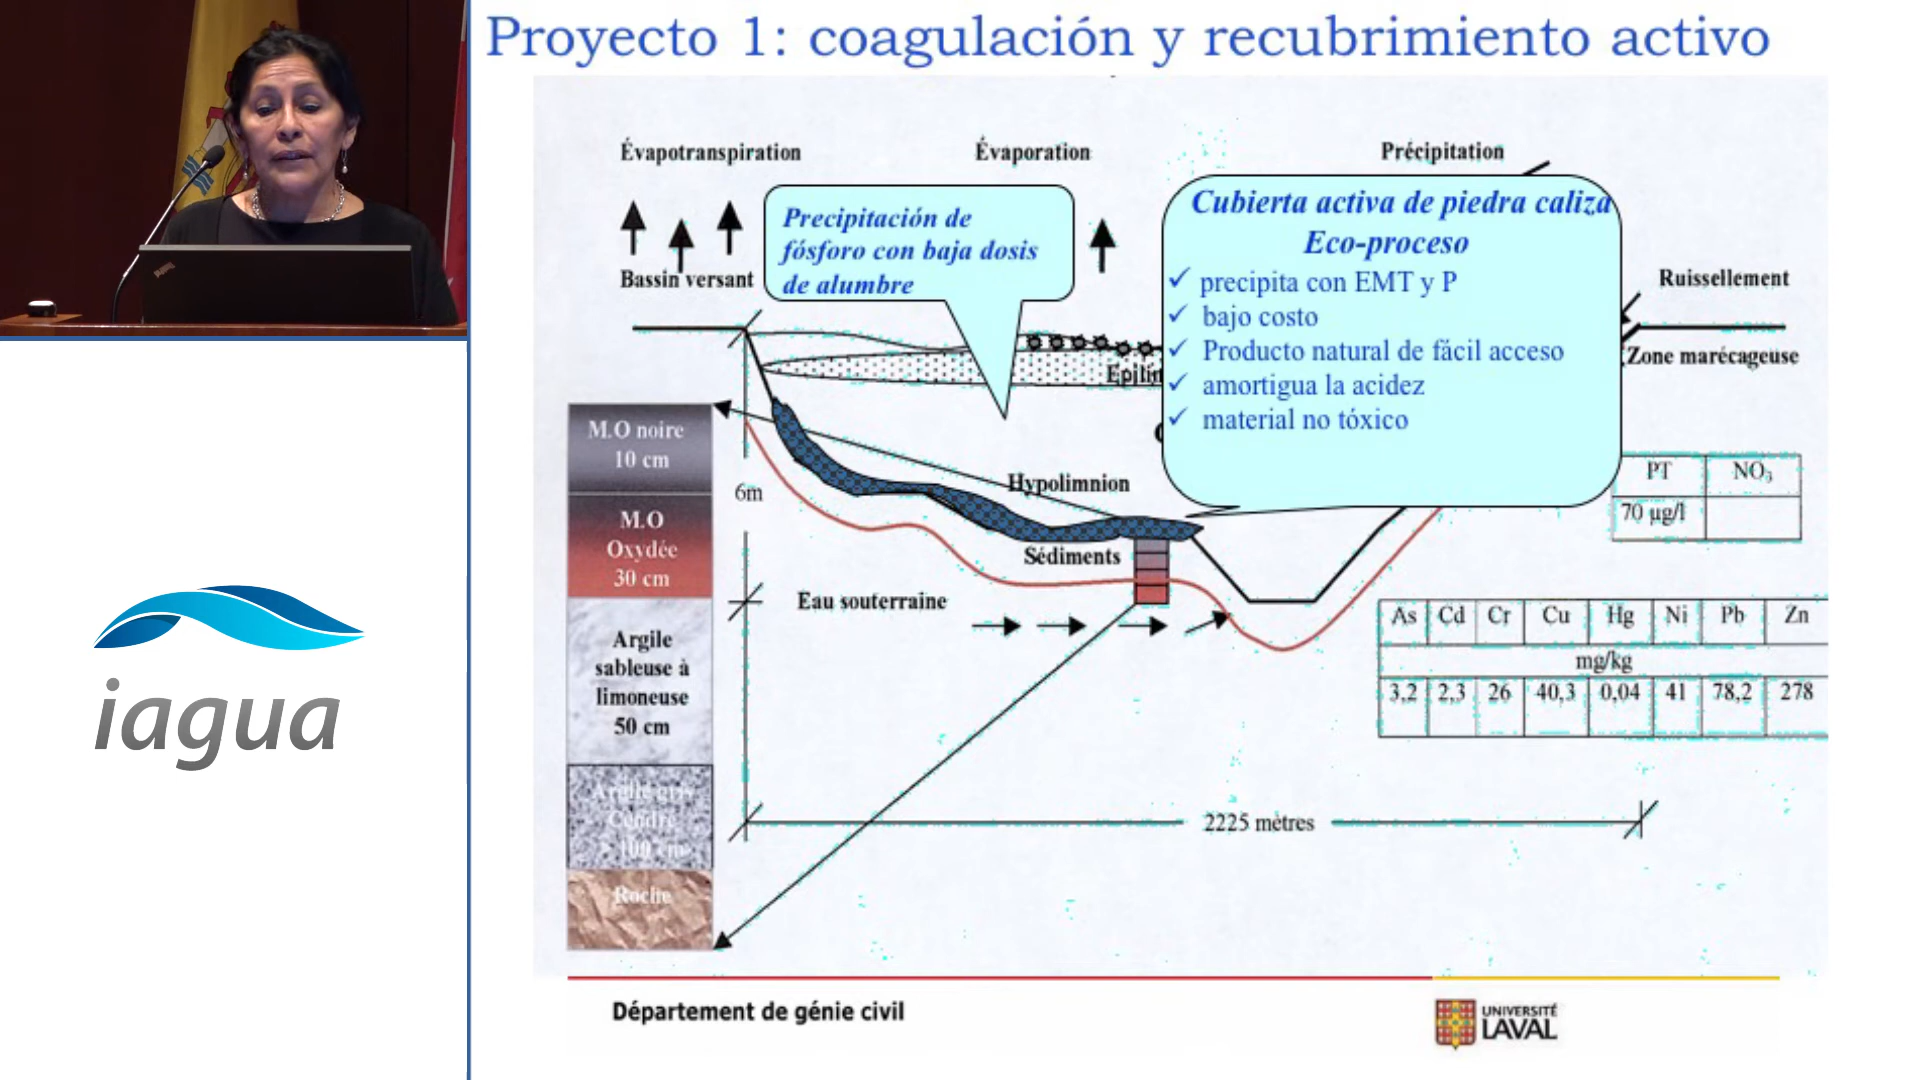 Proyecto 1: coagulación y recubrimiento activo
Évapotranspiration
Évaporation
Précipitation
Bassin versant
Precipitación de
fósforo con baja dosis
de alumbre
Cubierta activa de piedra caliza
Eco-proceso
✓ precipita con EMT y P
✓ bajo costo
✓ Producto natural de fácil acceso
✓ amortigua la acidez
✓ material no tóxico
Ruissellement
Zone marécageuse
Epilim
M.O noire
10 cm
6m
Hypolimnion
M.O
Oxydée
30 cm
Sédiments
Eau souterraine
PT NO3
70 µg/l
Argile
sableuse à
limoneuse
50 cm
As Cd Cr Cu Hg Ni Pb Zn
mg/kg
3,2 2,3 26 40,3 0,04 41 78,2 278
Cendré
100 cm
Roche
2225 mètres
iagua
Département de génie civil
UNIVERSITÉ
LAVAL